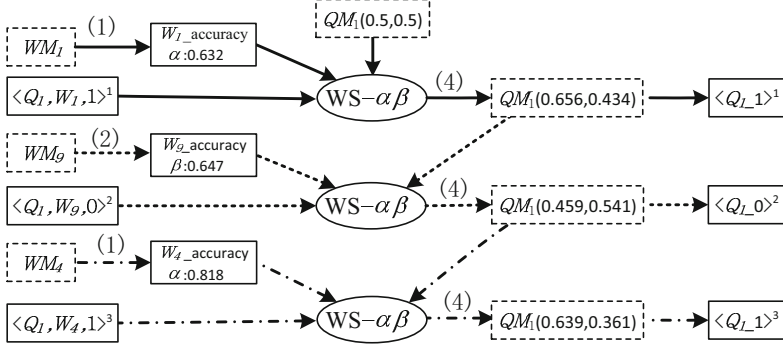 QM₁(0.5,0.5)
(1)
WM₁
W₁_accuracy
α:0.632
<Q₁,W₁,1>¹
WS−αβ
(4)
QM₁(0.656,0.434)
<Q₁_1>¹
(2)
WM₉
W₉_accuracy
β:0.647
<Q₁,W₉,0>²
WS−αβ
(4)
QM₁(0.459,0.541)
<Q₁_0>²
(1)
WM₄
W₄_accuracy
α:0.818
<Q₁,W₄,1>³
WS−αβ
(4)
QM₁(0.639,0.361)
<Q₁_1>³